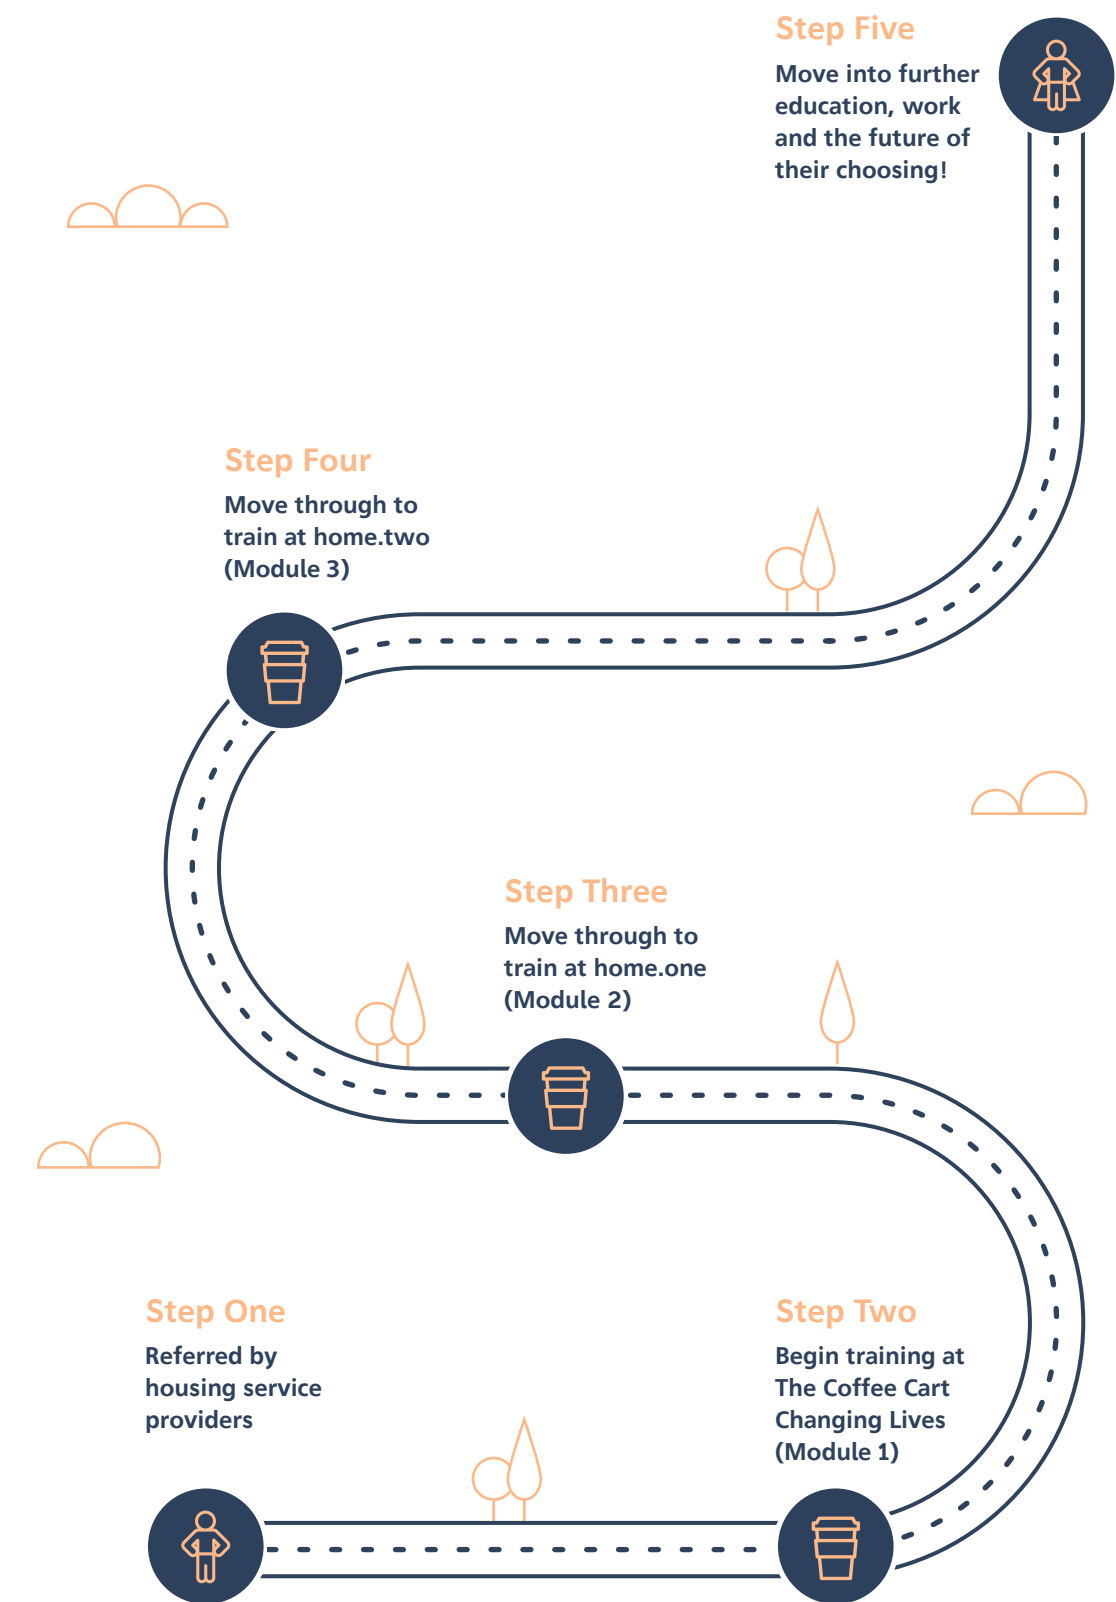 Step Five
Move into further
education, work
and the future of
their choosing!
Step Four
Move through to
train at home.two
(Module 3)
Step Three
Move through to
train at home.one
(Module 2)
Step One
Referred by
housing service
providers
Step Two
Begin training at
The Coffee Cart
Changing Lives
(Module 1)